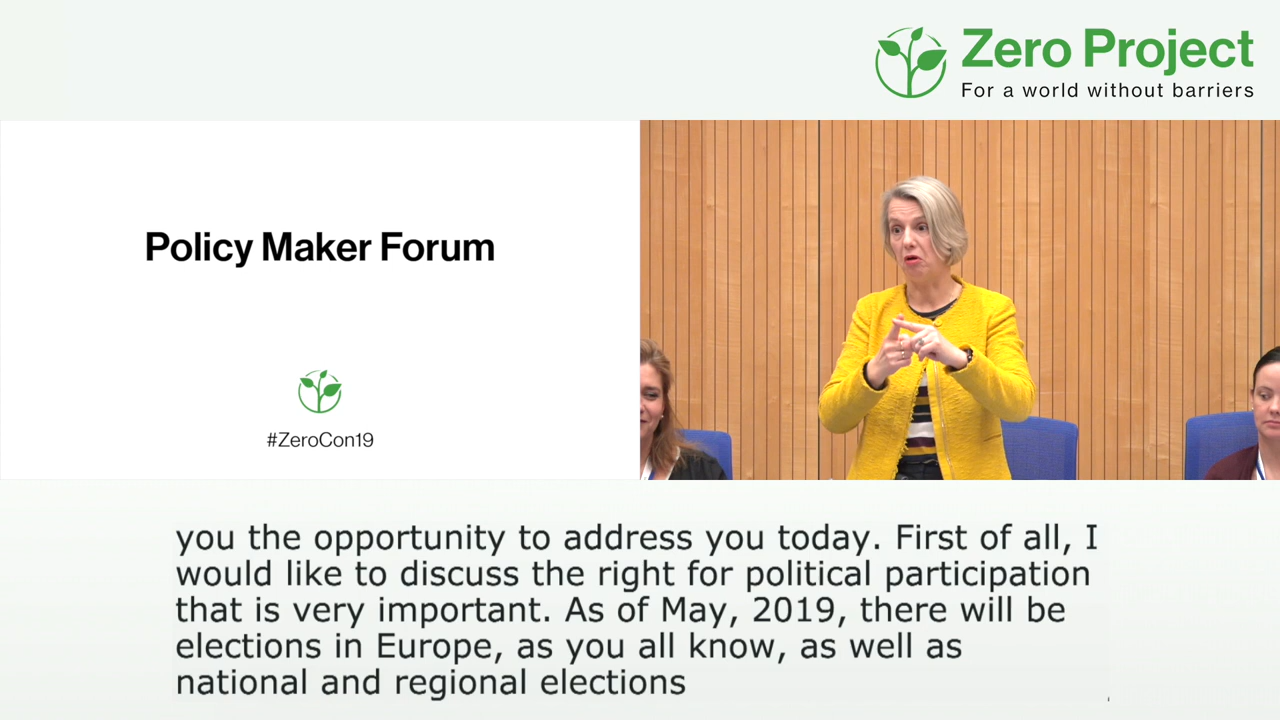 Zero Project
For a world without barriers
Policy Maker Forum
#ZeroCon19
you the opportunity to address you today. First of all, I
would like to discuss the right for political participation
that is very important. As of May, 2019, there will be
elections in Europe, as you all know, as well as
national and regional elections